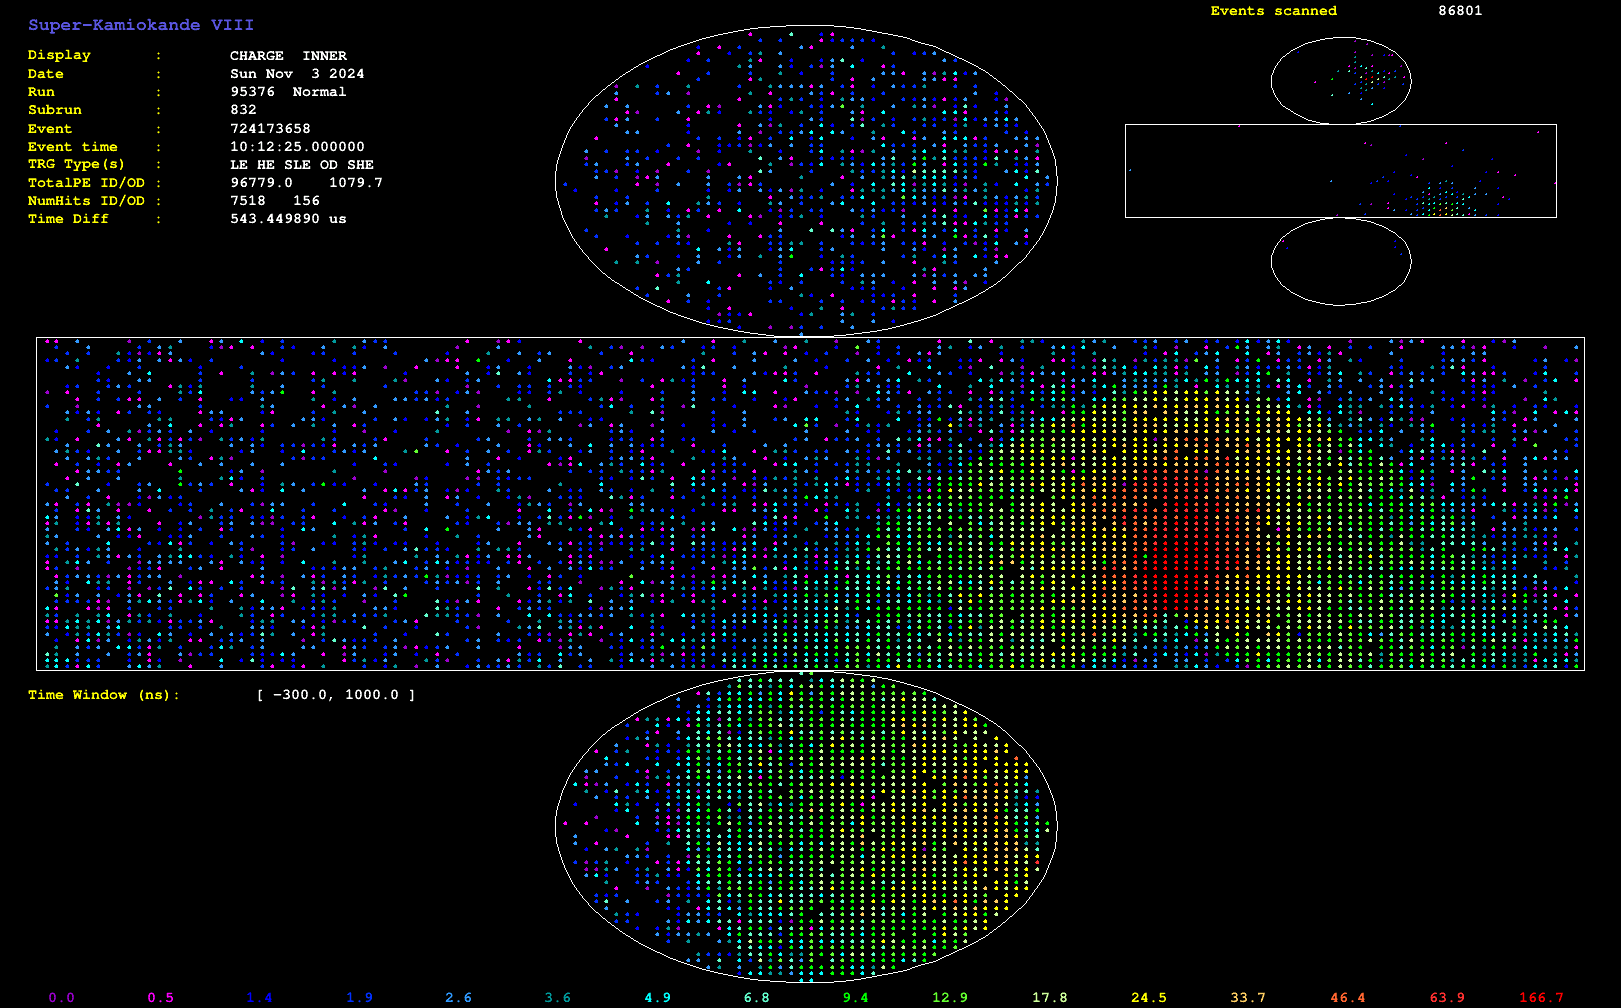 Super-Kamiokande VIII
Events scanned 86801
Display : CHARGE INNER
Date : Sun Nov 3 2024
Run : 95376 Normal
Subrun : 832
Event : 724173658
Event time : 10:12:25.000000
TRG Type(s) : LE HE SLE OD SHE
TotalPE ID/OD : 96779.0 1079.7
NumHits ID/OD : 7518 156
Time Diff : 543.449890 us
Time Window (ns): [ -300.0, 1000.0 ]
0.0 0.5 1.4 1.9 2.6 3.6 4.9 6.8 9.4 12.9 17.8 24.5 33.7 46.4 63.9 166.7